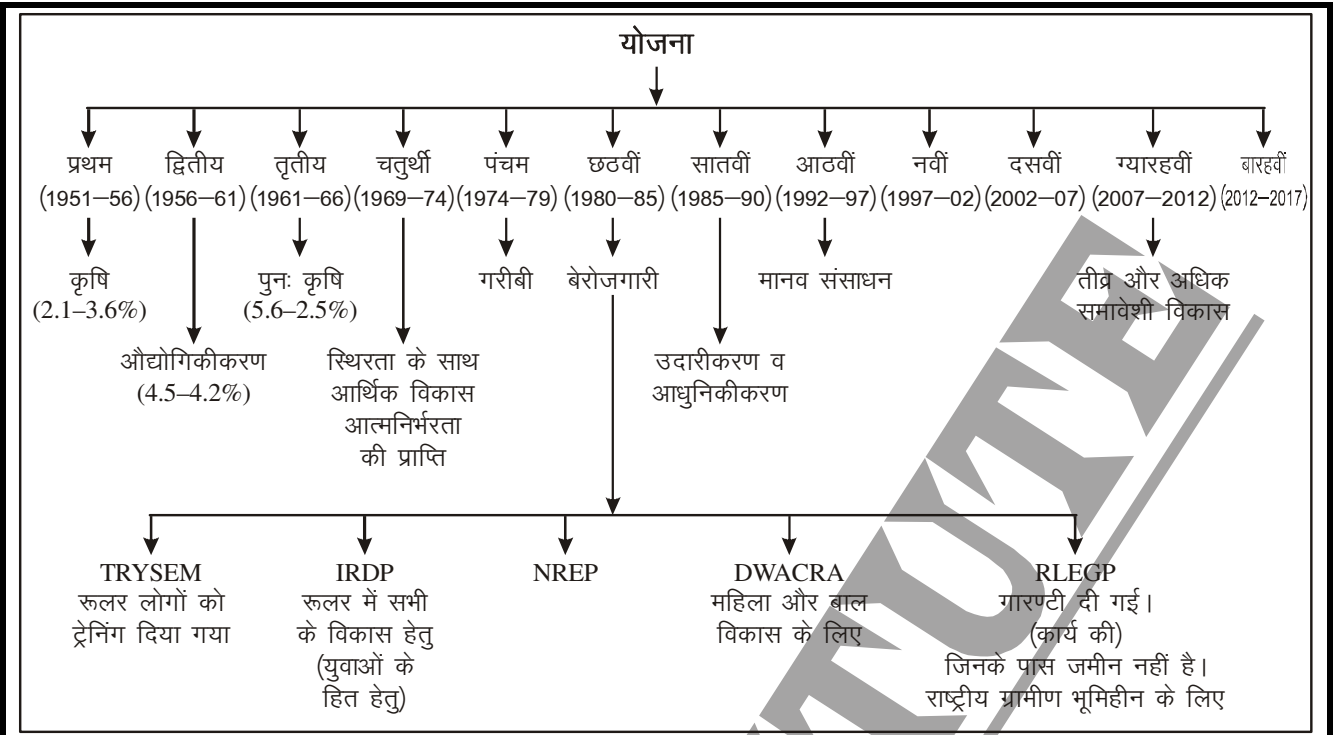 योजना
प्रथम द्वितीय तृतीय चतुर्थी पंचम छठवीं सातवीं आठवीं नवीं दसवीं ग्यारहवीं बारहवीं
(1951–56) (1956–61) (1961–66) (1969–74) (1974–79) (1980–85) (1985–90) (1992–97) (1997–02) (2002–07) (2007–2012) (2012–2017)
कृषि
(2.1–3.6%)
औद्योगिकीकरण
(4.5–4.2%)
पुनः कृषि
(5.6–2.5%)
स्थिरता के साथ
आर्थिक विकास
आत्मनिर्भरता
की प्राप्ति
गरीबी
बेरोजगारी
उदारीकरण व
आधुनिकीकरण
मानव संसाधन
तीव्र और अधिक
समावेशी विकास
TRYSEM
रूलर लोगों को
ट्रेनिंग दिया गया
IRDP
रूलर में सभी
के विकास हेतु
(युवाओं के
हित हेतु)
NREP
DWACRA
महिला और बाल
विकास के लिए
RLEGP
गारण्टी दी गई।
(कार्य की)
जिनके पास जमीन नहीं है।
राष्ट्रीय ग्रामीण भूमिहीन के लिए